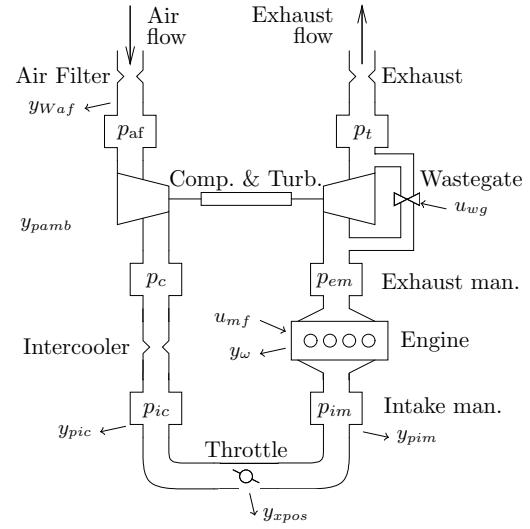 Air
flow
Exhaust
flow
Air Filter
Exhaust
y_{Waf}
p_{af}
p_t
Comp. & Turb.
Wastegate
u_{wg}
y_{pamb}
p_c
p_{em}
Exhaust man.
u_{mf}
Intercooler
y_ω
Engine
p_{ic}
p_{im}
Intake man.
y_{pic}
Throttle
y_{pim}
y_{xpos}